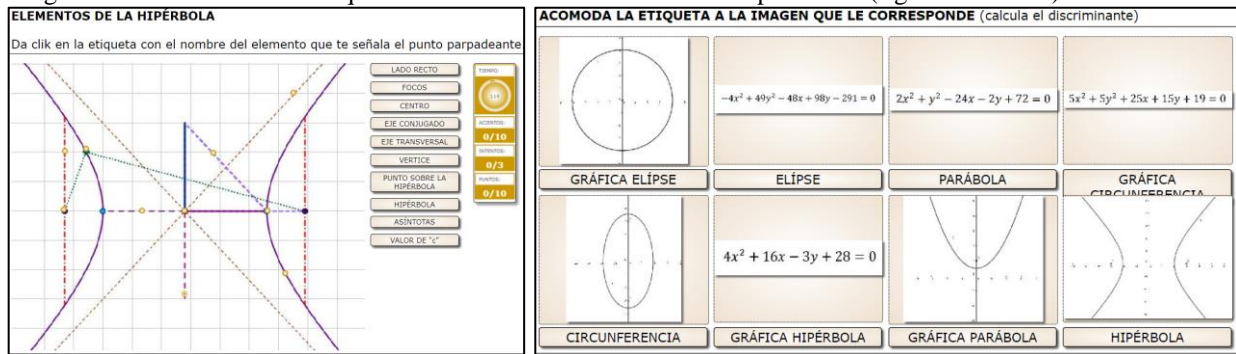 ELEMENTOS DE LA HIPÉRBOLA
Da clik en la etiqueta con el nombre del elemento que te señala el punto parpadeante
LADO RECTO
FOCOS
CENTRO
EJE CONJUGADO
EJE TRANSVERSAL
VERTICE
PUNTO SOBRE LA
HIPÉRBOLA
HIPÉRBOLA
ASÍNTOTAS
VALOR DE "c"
TIEMPO:
114
ACIERTOS:
0/10
INTENTOS:
0/3
PUNTOS:
0/10
ACOMODA LA ETIQUETA A LA IMAGEN QUE LE CORRESPONDE (calcula el discriminante)
−4x² + 49y² − 48x + 98y − 291 = 0
2x² + y² − 24x − 2y + 72 = 0
5x² + 5y² + 25x + 15y + 19 = 0
GRÁFICA ELÍPSE
ELÍPSE
PARÁBOLA
GRÁFICA
CIRCUNFERENCIA
4x² + 16x − 3y + 28 = 0
CIRCUNFERENCIA
GRÁFICA HIPÉRBOLA
GRÁFICA PARÁBOLA
HIPÉRBOLA